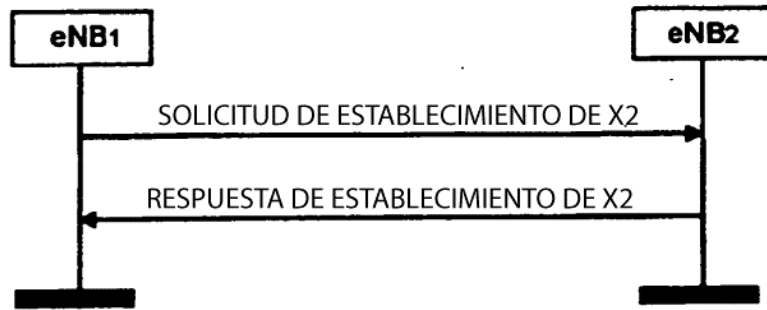 eNB1
eNB2
SOLICITUD DE ESTABLECIMIENTO DE X2
RESPUESTA DE ESTABLECIMIENTO DE X2